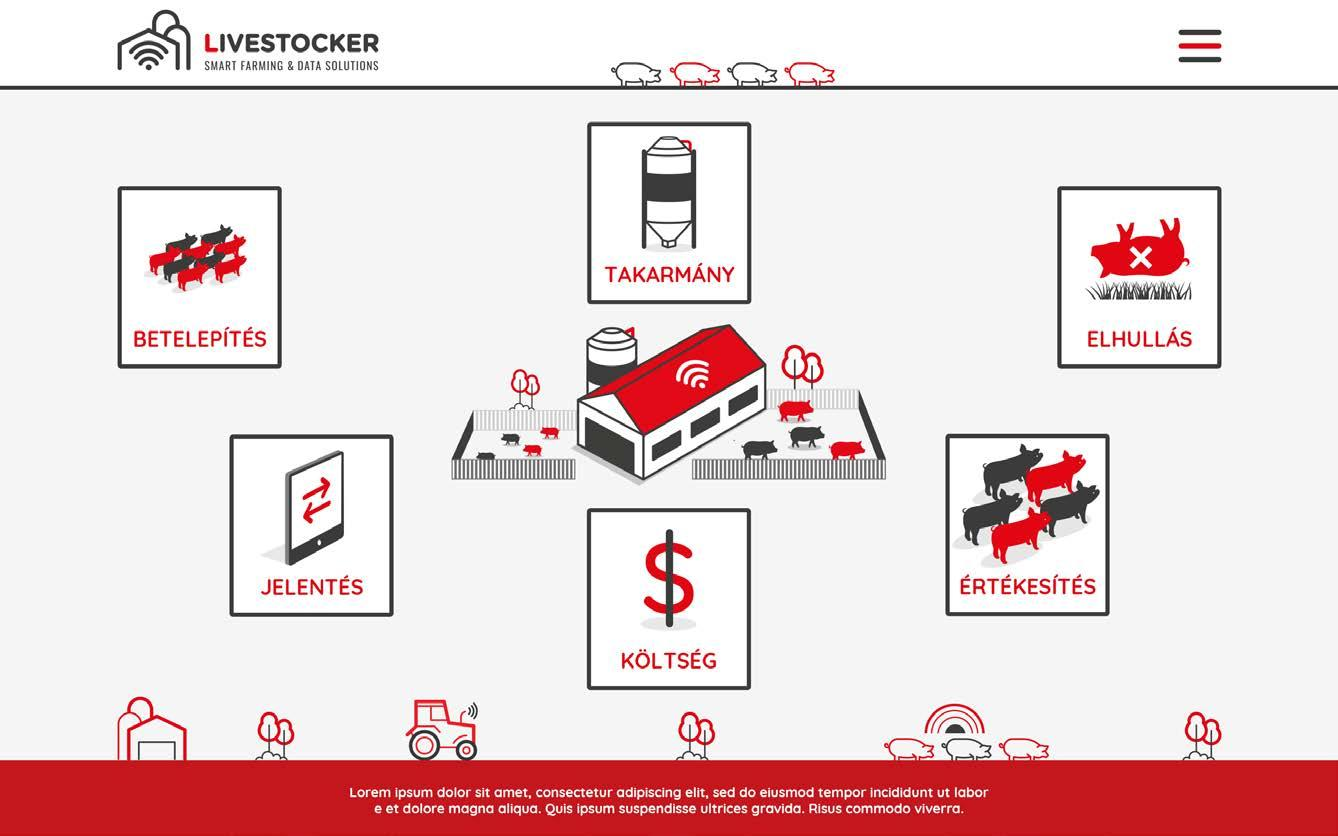 LIVESTOCKER
SMART FARMING & DATA SOLUTIONS
TAKARMÁNY
BETELEPÍTÉS
ELHULLÁS
JELENTÉS
ÉRTÉKESÍTÉS
KÖLTSÉG
Lorem ipsum dolor sit amet, consectetur adipiscing elit, sed do eiusmod tempor incididunt ut labor
e et dolore magna aliqua. Quis ipsum suspendisse ultrices gravida. Risus commodo viverra.